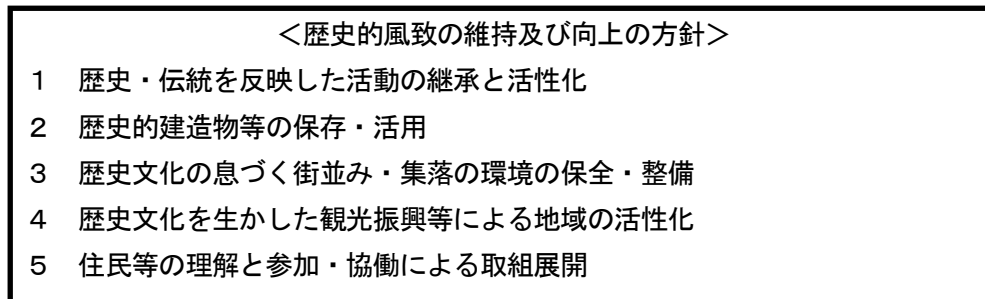 ＜歴史的風致の維持及び向上の方針＞
１　歴史・伝統を反映した活動の継承と活性化
２　歴史的建造物等の保存・活用
３　歴史文化の息づく街並み・集落の環境の保全・整備
４　歴史文化を生かした観光振興等による地域の活性化
５　住民等の理解と参加・協働による取組展開